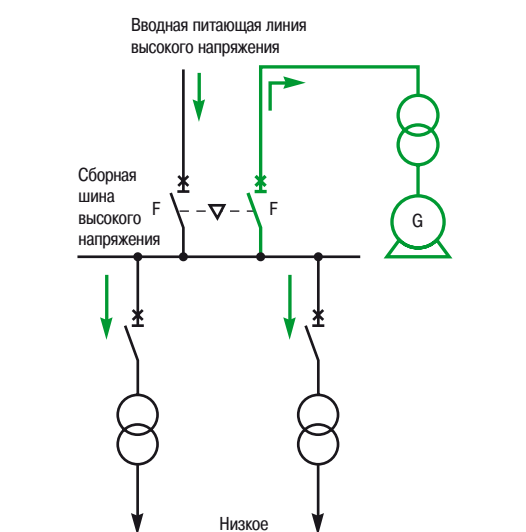 Вводная питающая линия
высокого напряжения
Сборная
шина
высокого
напряжения
F
F
G
Низкое